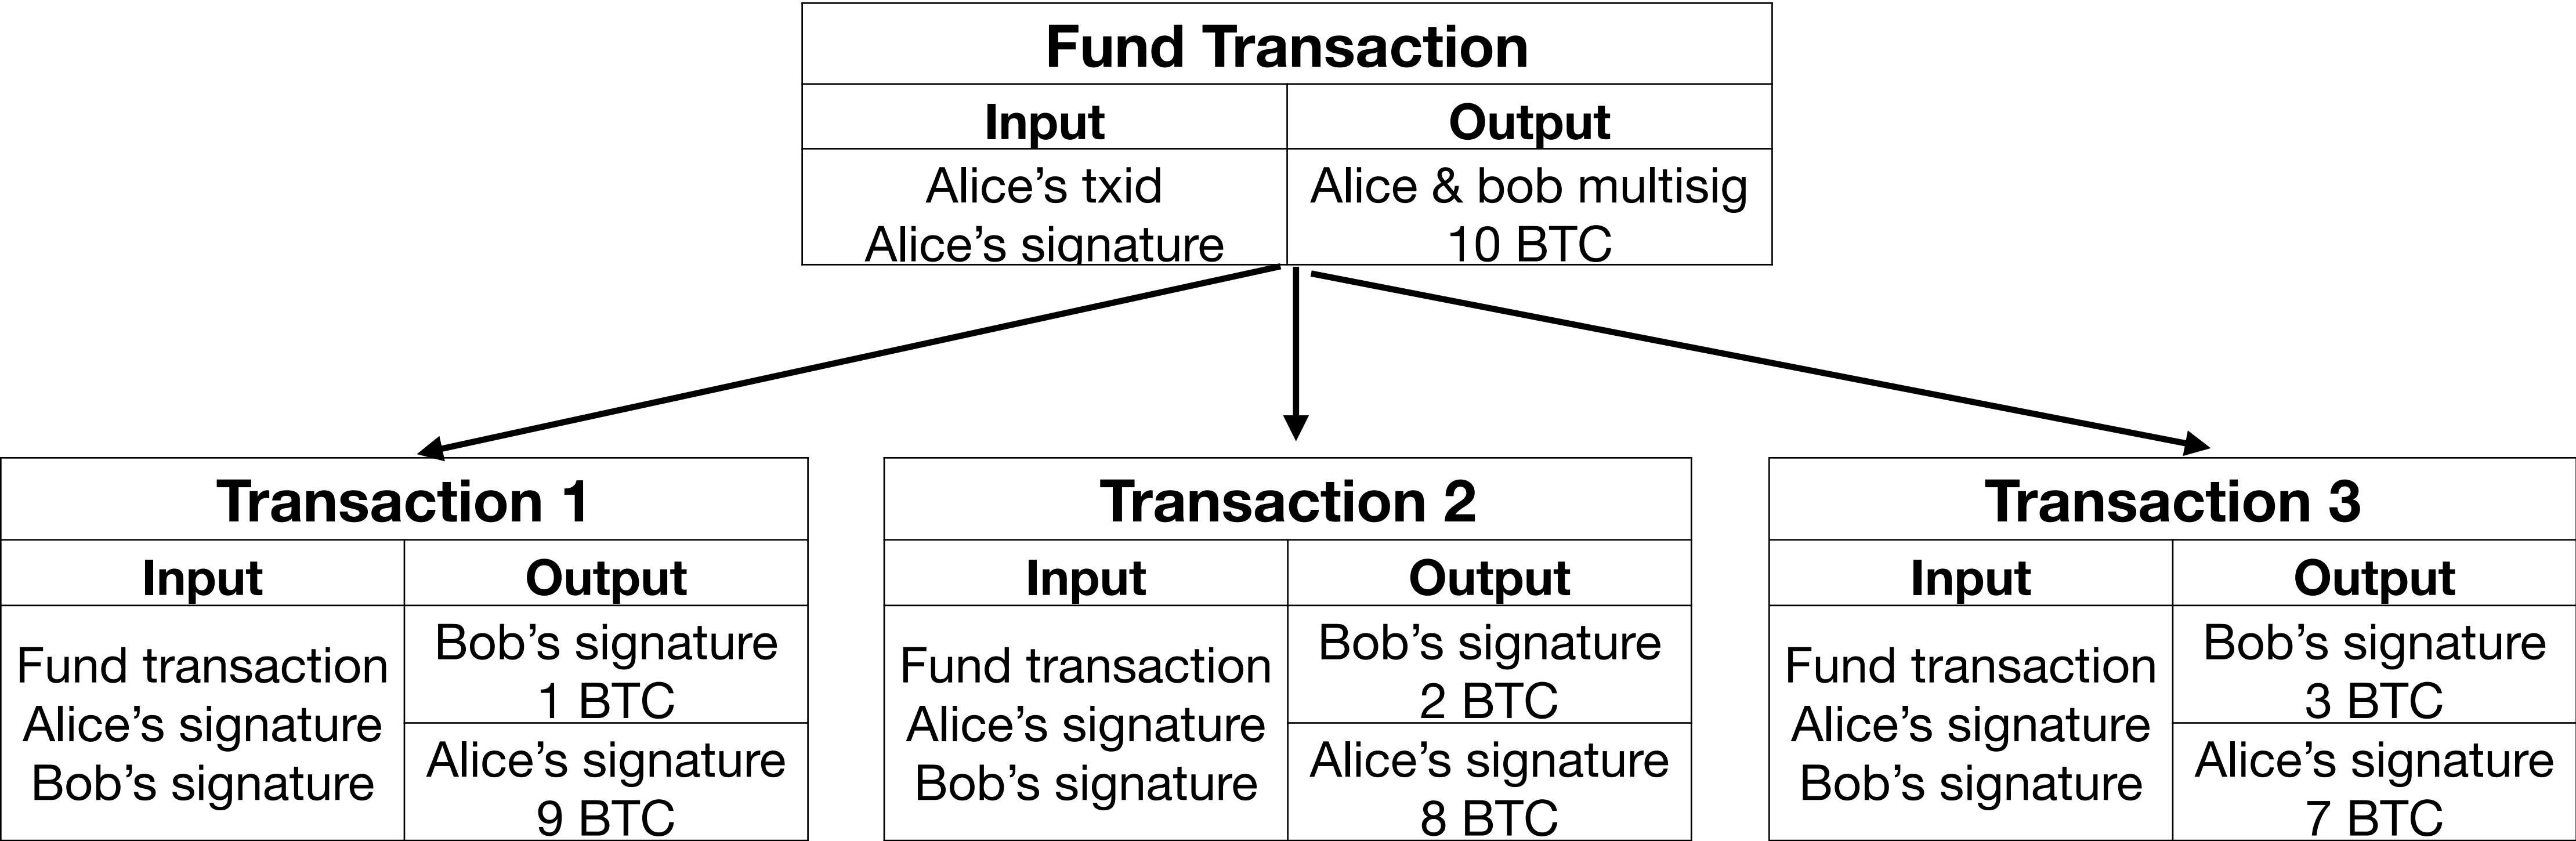 Fund Transaction
Input
Output
Alice’s txid
Alice’s signature
Alice & bob multisig
10 BTC
Transaction 1
Input
Output
Fund transaction
Alice’s signature
Bob’s signature
Bob’s signature
1 BTC
Alice’s signature
9 BTC
Transaction 2
Input
Output
Fund transaction
Alice’s signature
Bob’s signature
Bob’s signature
2 BTC
Alice’s signature
8 BTC
Transaction 3
Input
Output
Fund transaction
Alice’s signature
Bob’s signature
Bob’s signature
3 BTC
Alice’s signature
7 BTC